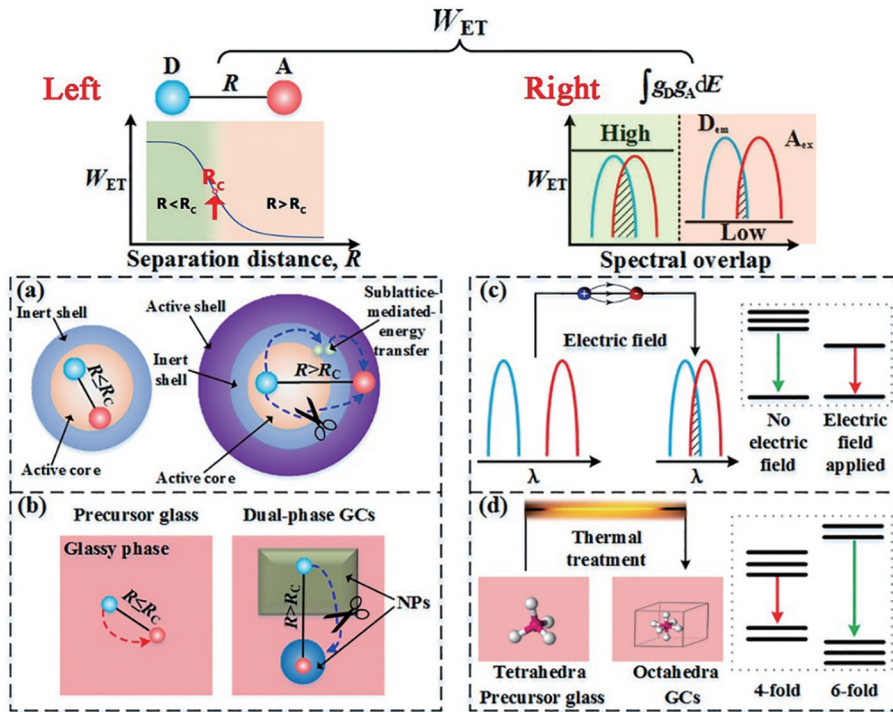 W_ET
Left
D
R
A
W_ET
R_C
R < R_C
R > R_C
Separation distance, R
Right
∫g_Dg_AdE
High
D_em
A_ex
W_ET
Low
Spectral overlap
(a)
Inert shell
R≤R_C
Active core
Active shell
Inert
shell
Sublattice-
mediated-
energy
transfer
R>R_C
Active core
(b)
Precursor glass
Dual-phase GCs
Glassy phase
R≤R_C
R>R_C
NPs
(c)
+
-
Electric field
λ
λ
No
electric
field
Electric
field
applied
(d)
Thermal
treatment
Tetrahedra
Precursor glass
Octahedra
GCs
4-fold
6-fold